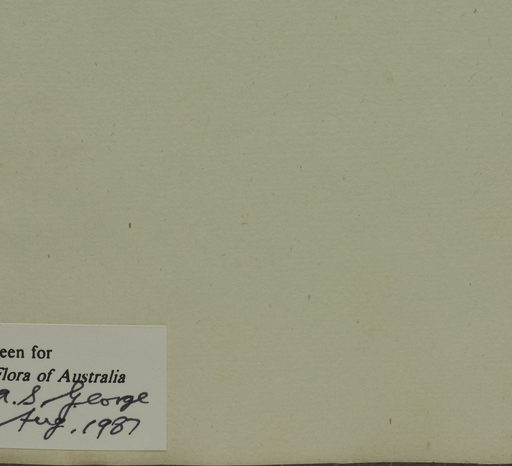 een for
Flora of Australia
A. S. George
Aug. 1987